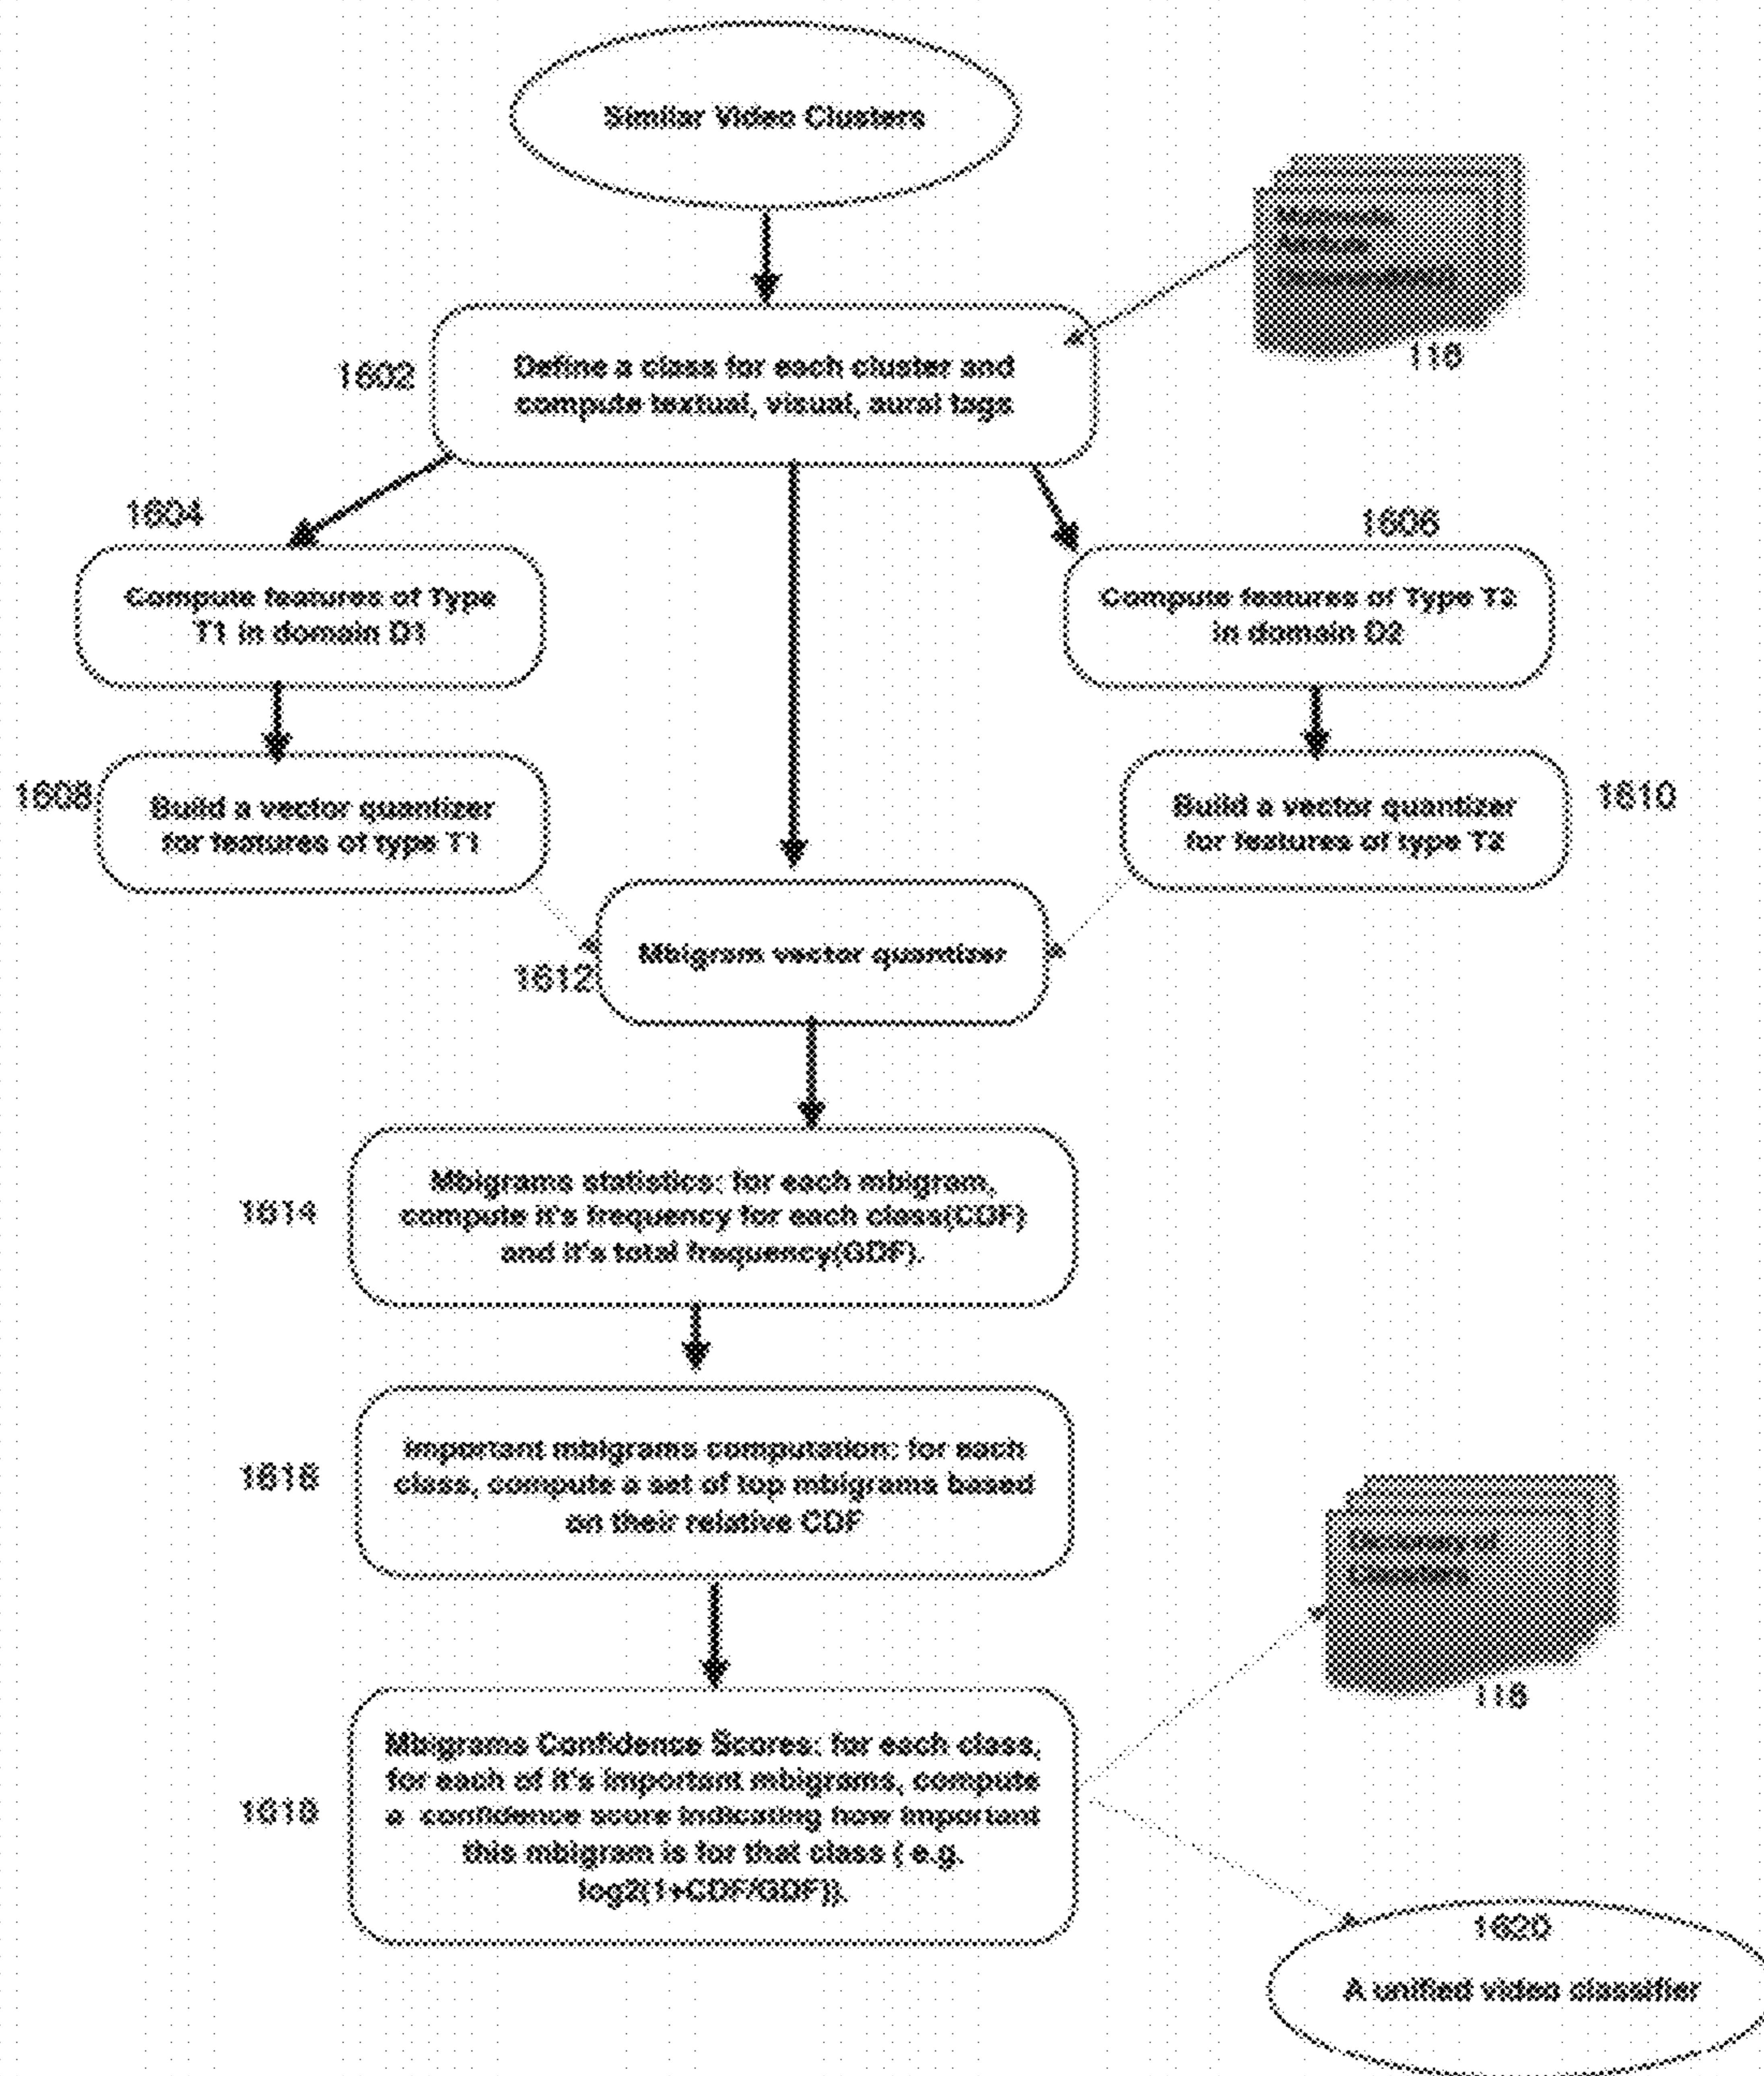 Similar Video Clusters
110
1602
Define a class for each cluster and
compute textual, visual, aural tags
1604
1606
Compute features of Type
T1 in domain D1
Compute features of Type T2
in domain D2
1608
Build a vector quantizer
for features of type T1
Build a vector quantizer
for features of type T2
1610
Mbigram vector quantizer
1612
1614
Mbigrams statistics: for each mbigram,
compute it's frequency for each class(CDF)
and it's total frequency(GDF).
1616
Important mbigrams computation: for each
class, compute a set of top mbigrams based
on their relative CDF
118
1618
Mbigrams Confidence Scores: for each class,
for each of it's important mbigrams, compute
a confidence score indicating how important
this mbigram is for that class ( e.g.
log2(1+CDF/GDF)).
1620
A unified video classifier